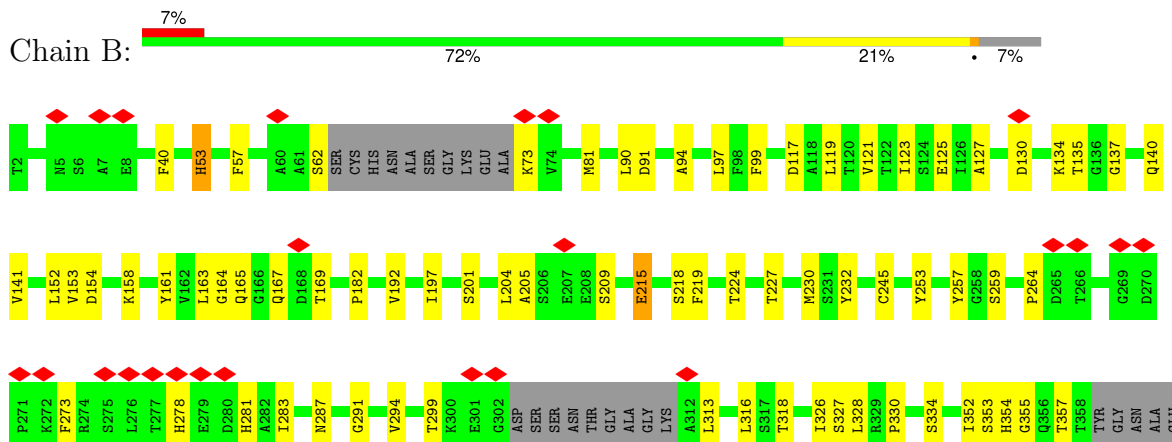 7%
Chain B:
72% 21% • 7%
T2 N5 S6 A7 E8 F40 H53 F57 A60 A61 S62 SER CYS HIS ASN ALA SER GLY LYS GLU ALA K73 V74 M81 L90 D91 A94 L97 F98 F99 D117 A118 L119 T120 V121 T122 I123 S124 E125 I126 A127 D130 K134 T135 G136 G137 Q140
V141 L152 V153 D154 K158 Y161 V162 L163 G164 Q165 G166 Q167 D168 T169 P182 V192 I197 S201 L204 A205 S206 E207 E208 S209 E215 S218 F219 T224 T227 M230 S231 Y232 C245 Y253 Y257 G258 S259 P264 D265 T266 G269 D270
P271 K272 F273 R274 S275 L276 T277 H278 E279 D280 H281 A282 T283 N287 G291 V294 T299 K300 E301 G302 ASP SER SER ASN THR GLY ALA GLY LYS A312 L313 L316 S317 T318 I326 S327 L328 R329 P330 S334 I352 S353 H354 G355 Q356 T357 T358 TYR GLY ASN ALA